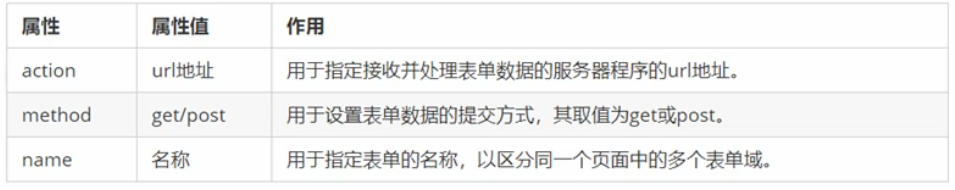 属性 属性值 作用
action url地址 用于指定接收并处理表单数据的服务器程序的url地址。
method get/post 用于设置表单数据的提交方式，其取值为get或post。
name 名称 用于指定表单的名称，以区分同一个页面中的多个表单域。